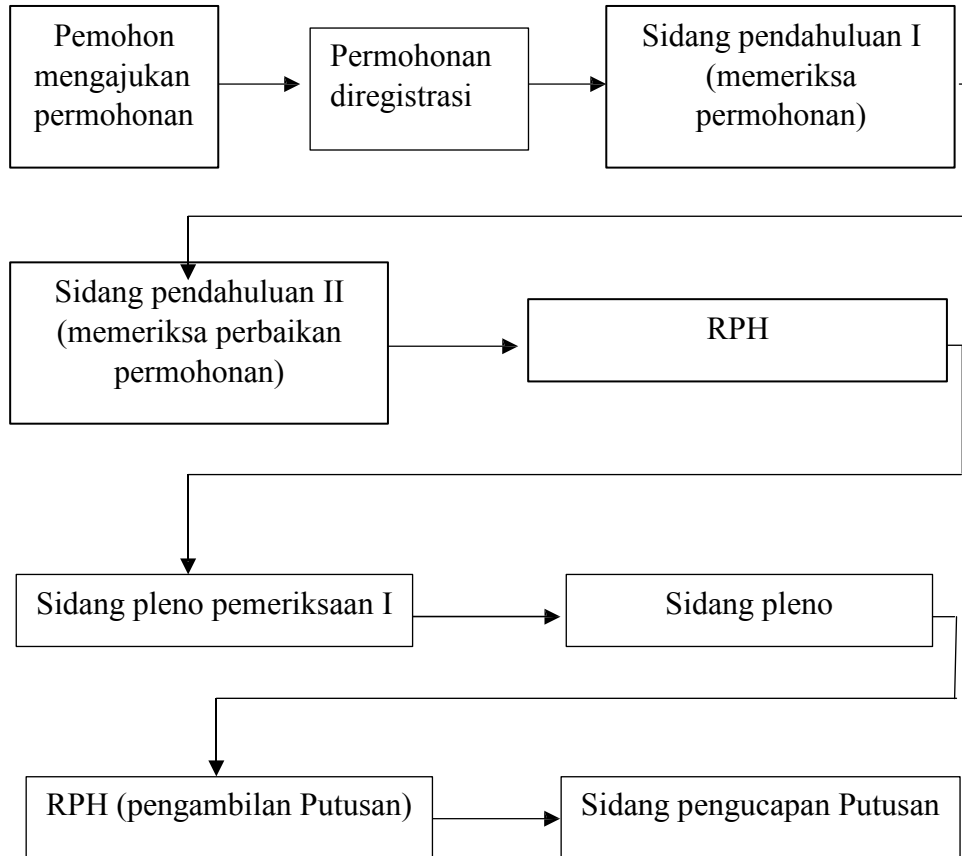 Pemohon
mengajukan
permohonan
Permohonan
diregistrasi
Sidang pendahuluan I
(memeriksa
permohonan)
Sidang pendahuluan II
(memeriksa perbaikan
permohonan)
RPH
Sidang pleno pemeriksaan I
Sidang pleno
RPH (pengambilan Putusan)
Sidang pengucapan Putusan